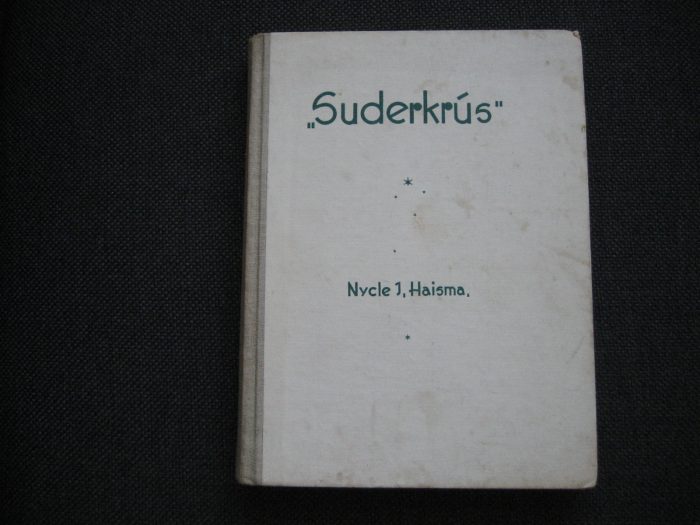 „Suderkrús"
Nycle J. Haisma.